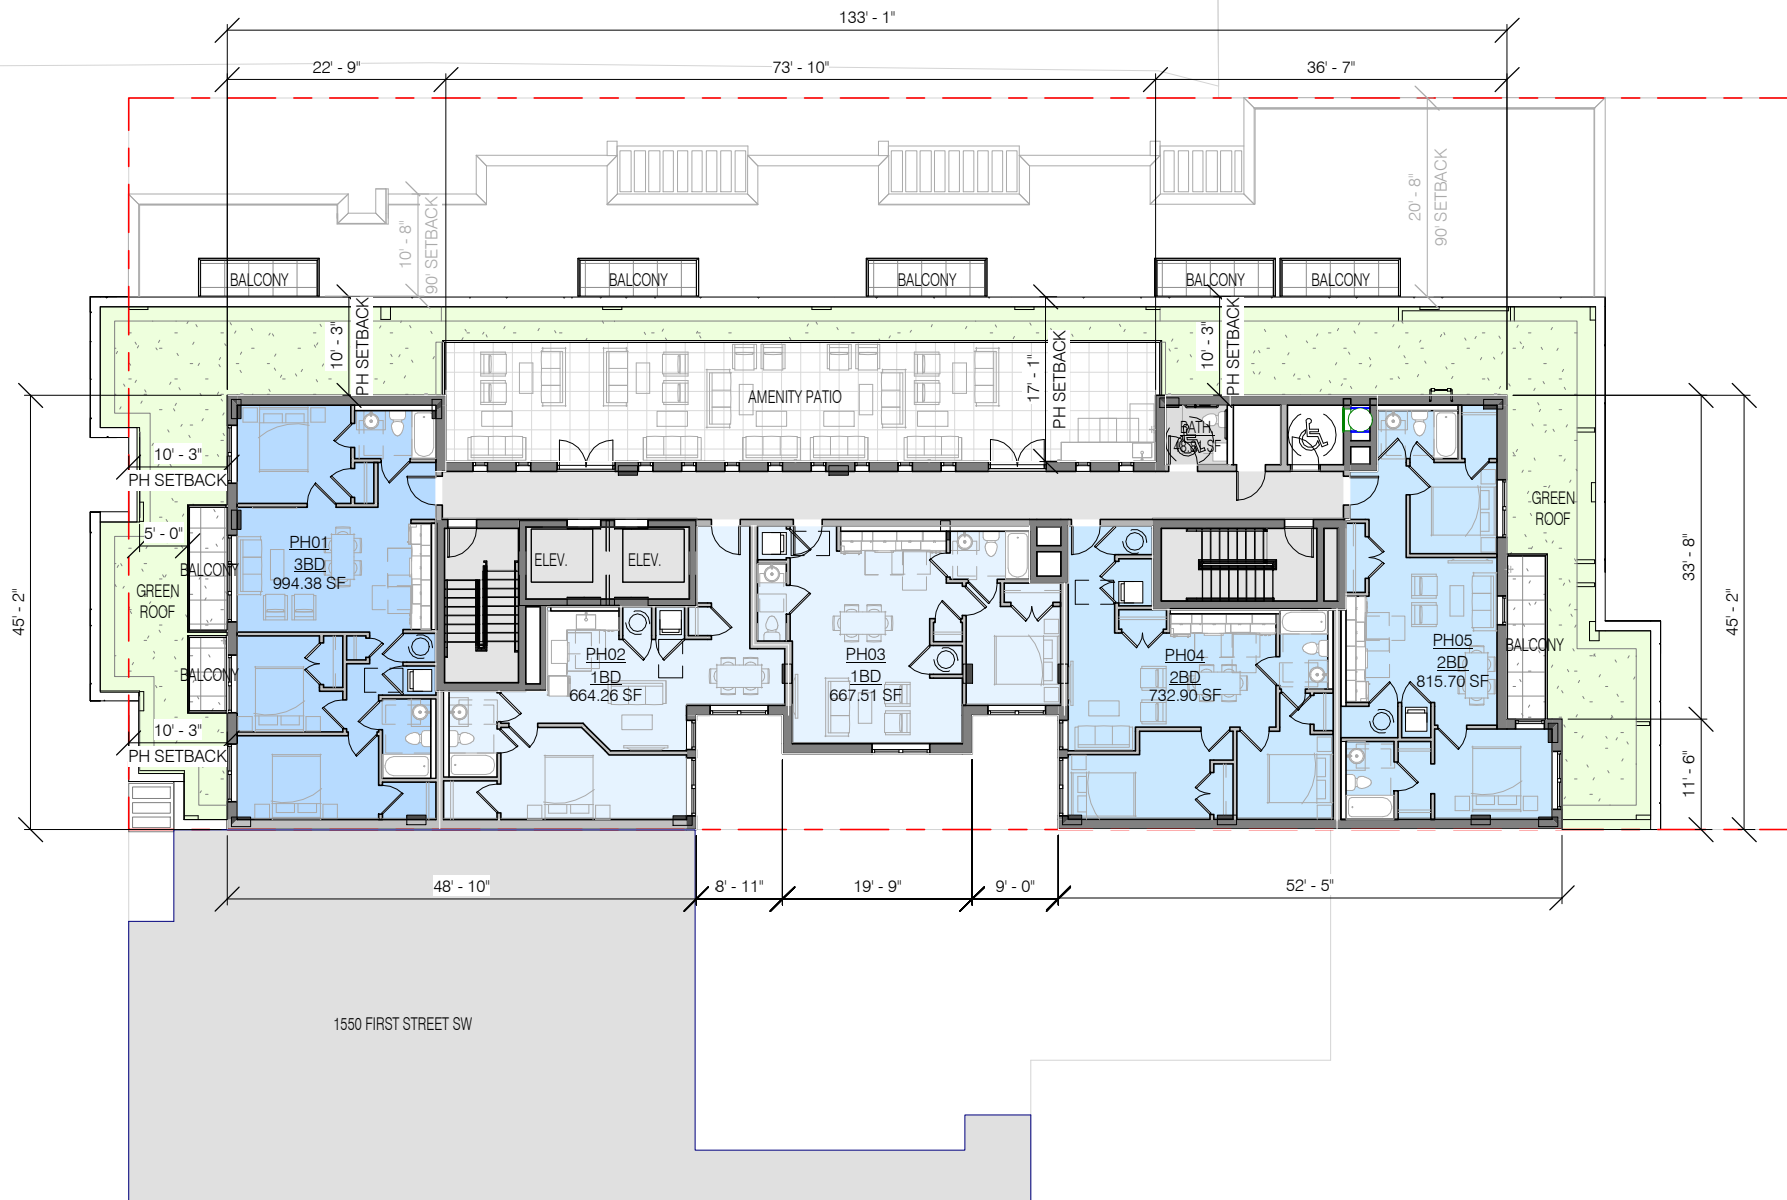 133' - 1"
22' - 9"
73' - 10"
36' - 7"
10' - 8"
90' SETBACK
20' - 8"
90' SETBACK
BALCONY
BALCONY
BALCONY
BALCONY
BALCONY
10' - 3"
PH SETBACK
17' - 1"
PH SETBACK
10' - 3"
PH SETBACK
AMENITY PATIO
BATH
10' - 3"
PH SETBACK
GREEN
ROOF
5' - 0"
BALCONY
GREEN
ROOF
BALCONY
10' - 3"
PH SETBACK
PH01
3BD
994.38 SF
ELEV.
ELEV.
PH02
1BD
664.26 SF
PH03
1BD
667.51 SF
PH04
2BD
732.90 SF
PH05
2BD
815.70 SF
BALCONY
45' - 2"
33' - 8"
45' - 2"
11' - 6"
48' - 10"
8' - 11"
19' - 9"
9' - 0"
52' - 5"
1550 FIRST STREET SW